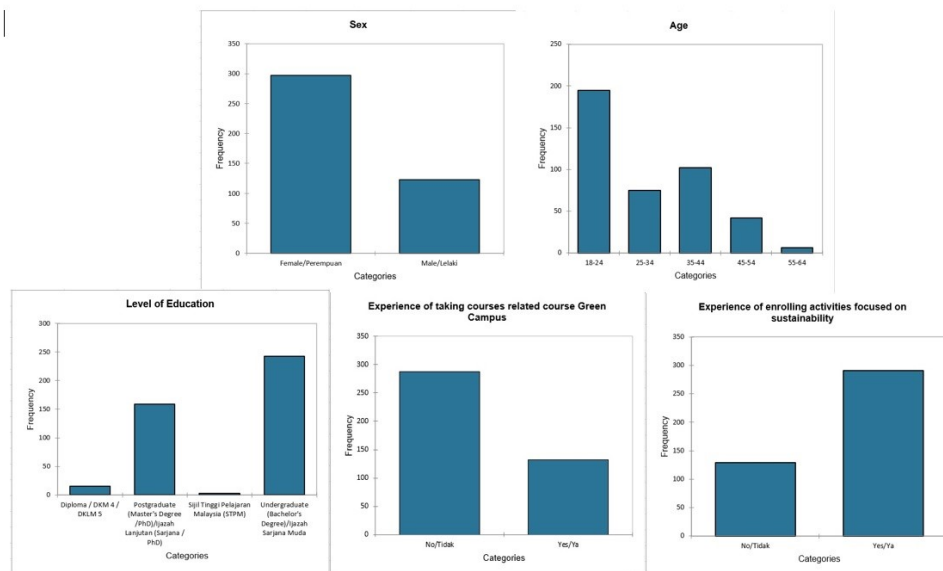 Sex
350
300
250
200
150
100
50
0
Frequency
Female/Perempuan Male/Lelaki
Categories
Age
250
200
150
100
50
0
Frequency
18-24 25-34 35-44 45-54 55-64
Categories
Level of Education
300
250
200
150
100
50
0
Frequency
Diploma / DKM 4 / Postgraduate Sijil Tinggi Pelajaran Undergraduate
DKLM 5 (Master's Degree Malaysia (STPM) (Bachelor's
/PhD)/Ijazah Degree)/Ijazah
Lanjutan (Sarjana / Sarjana Muda
PhD)
Categories
Experience of taking courses related course Green
Campus
350
300
250
200
150
100
50
0
Frequency
No/Tidak Yes/Ya
Categories
Experience of enrolling activities focused on
sustainability
350
300
250
200
150
100
50
0
Frequency
No/Tidak Yes/Ya
Categories